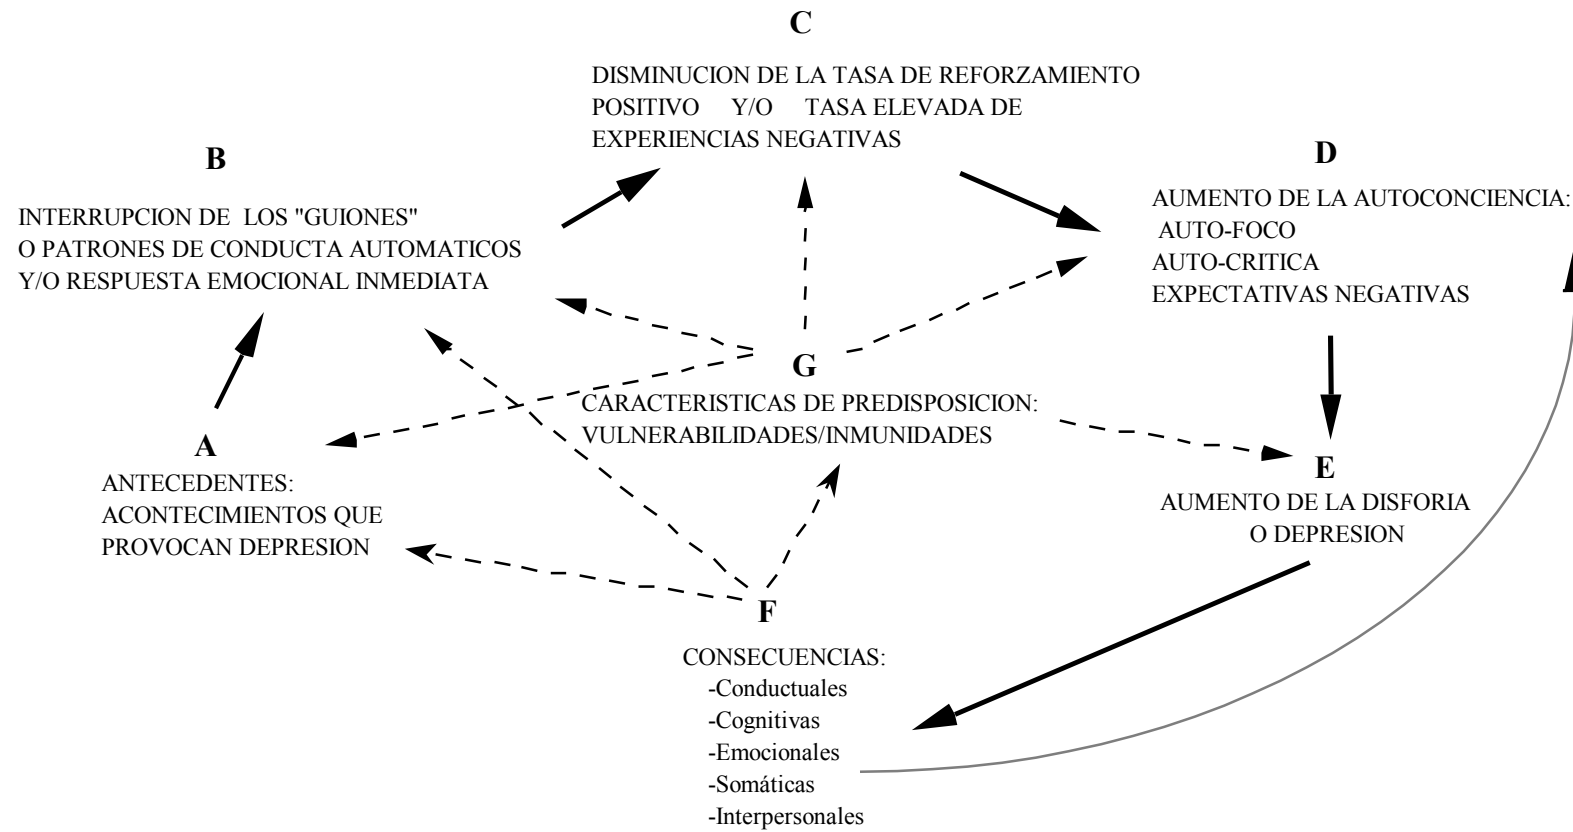 C
DISMINUCION DE LA TASA DE REFORZAMIENTO
POSITIVO Y/O TASA ELEVADA DE
EXPERIENCIAS NEGATIVAS
B
INTERRUPCION DE LOS "GUIONES"
O PATRONES DE CONDUCTA AUTOMATICOS
Y/O RESPUESTA EMOCIONAL INMEDIATA
D
AUMENTO DE LA AUTOCONCIENCIA:
AUTO-FOCO
AUTO-CRITICA
EXPECTATIVAS NEGATIVAS
G
CARACTERISTICAS DE PREDISPOSICION:
VULNERABILIDADES/INMUNIDADES
A
ANTECEDENTES:
ACONTECIMIENTOS QUE
PROVOCAN DEPRESION
E
AUMENTO DE LA DISFORIA
O DEPRESION
F
CONSECUENCIAS:
-Conductuales
-Cognitivas
-Emocionales
-Somáticas
-Interpersonales